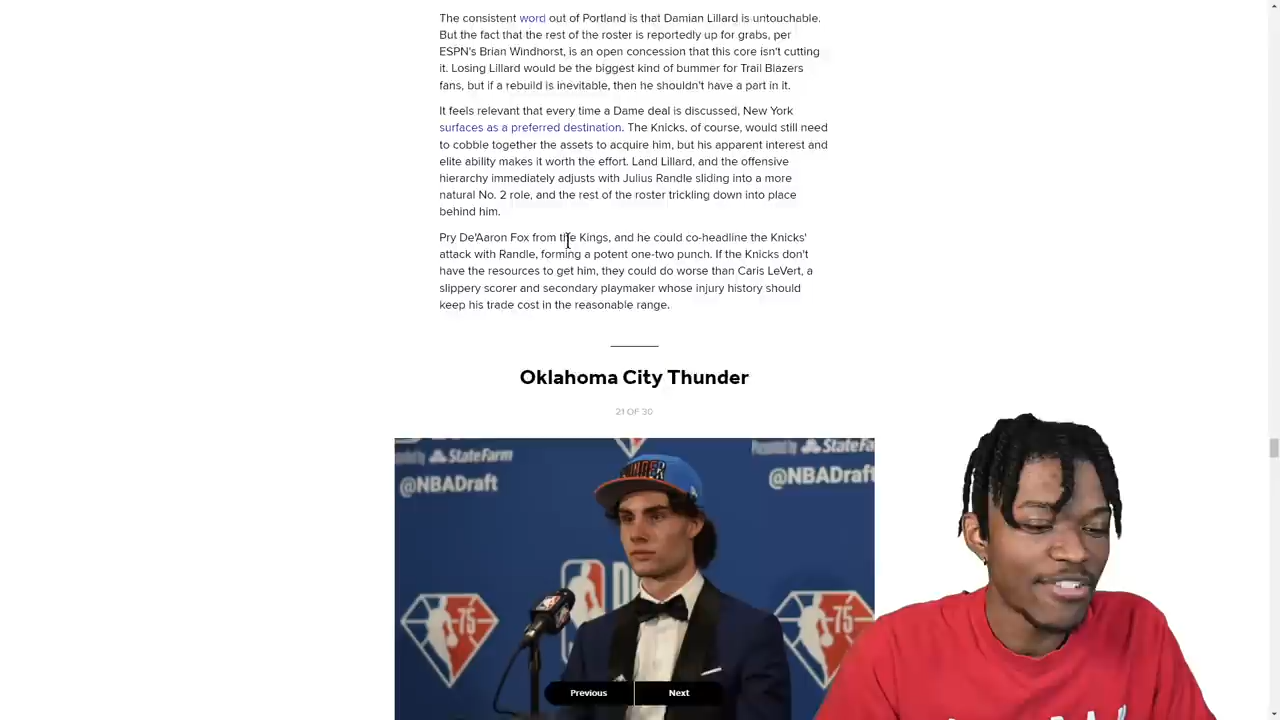 The consistent word out of Portland is that Damian Lillard is untouchable.
But the fact that the rest of the roster is reportedly up for grabs, per
ESPN's Brian Windhorst, is an open concession that this core isn't cutting
it. Losing Lillard would be the biggest kind of bummer for Trail Blazers
fans, but if a rebuild is inevitable, then he shouldn't have a part in it.
It feels relevant that every time a Dame deal is discussed, New York
surfaces as a preferred destination. The Knicks, of course, would still need
to cobble together the assets to acquire him, but his apparent interest and
elite ability makes it worth the effort. Land Lillard, and the offensive
hierarchy immediately adjusts with Julius Randle sliding into a more
natural No. 2 role, and the rest of the roster trickling down into place
behind him.
Pry De'Aaron Fox from the Kings, and he could co-headline the Knicks'
attack with Randle, forming a potent one-two punch. If the Knicks don't
have the resources to get him, they could do worse than Caris LeVert, a
slippery scorer and secondary playmaker whose injury history should
keep his trade cost in the reasonable range.
Oklahoma City Thunder
21 OF 30
StateFarm
@NBADraft
State Fa
@NBADraft
75
75
Previous
Next